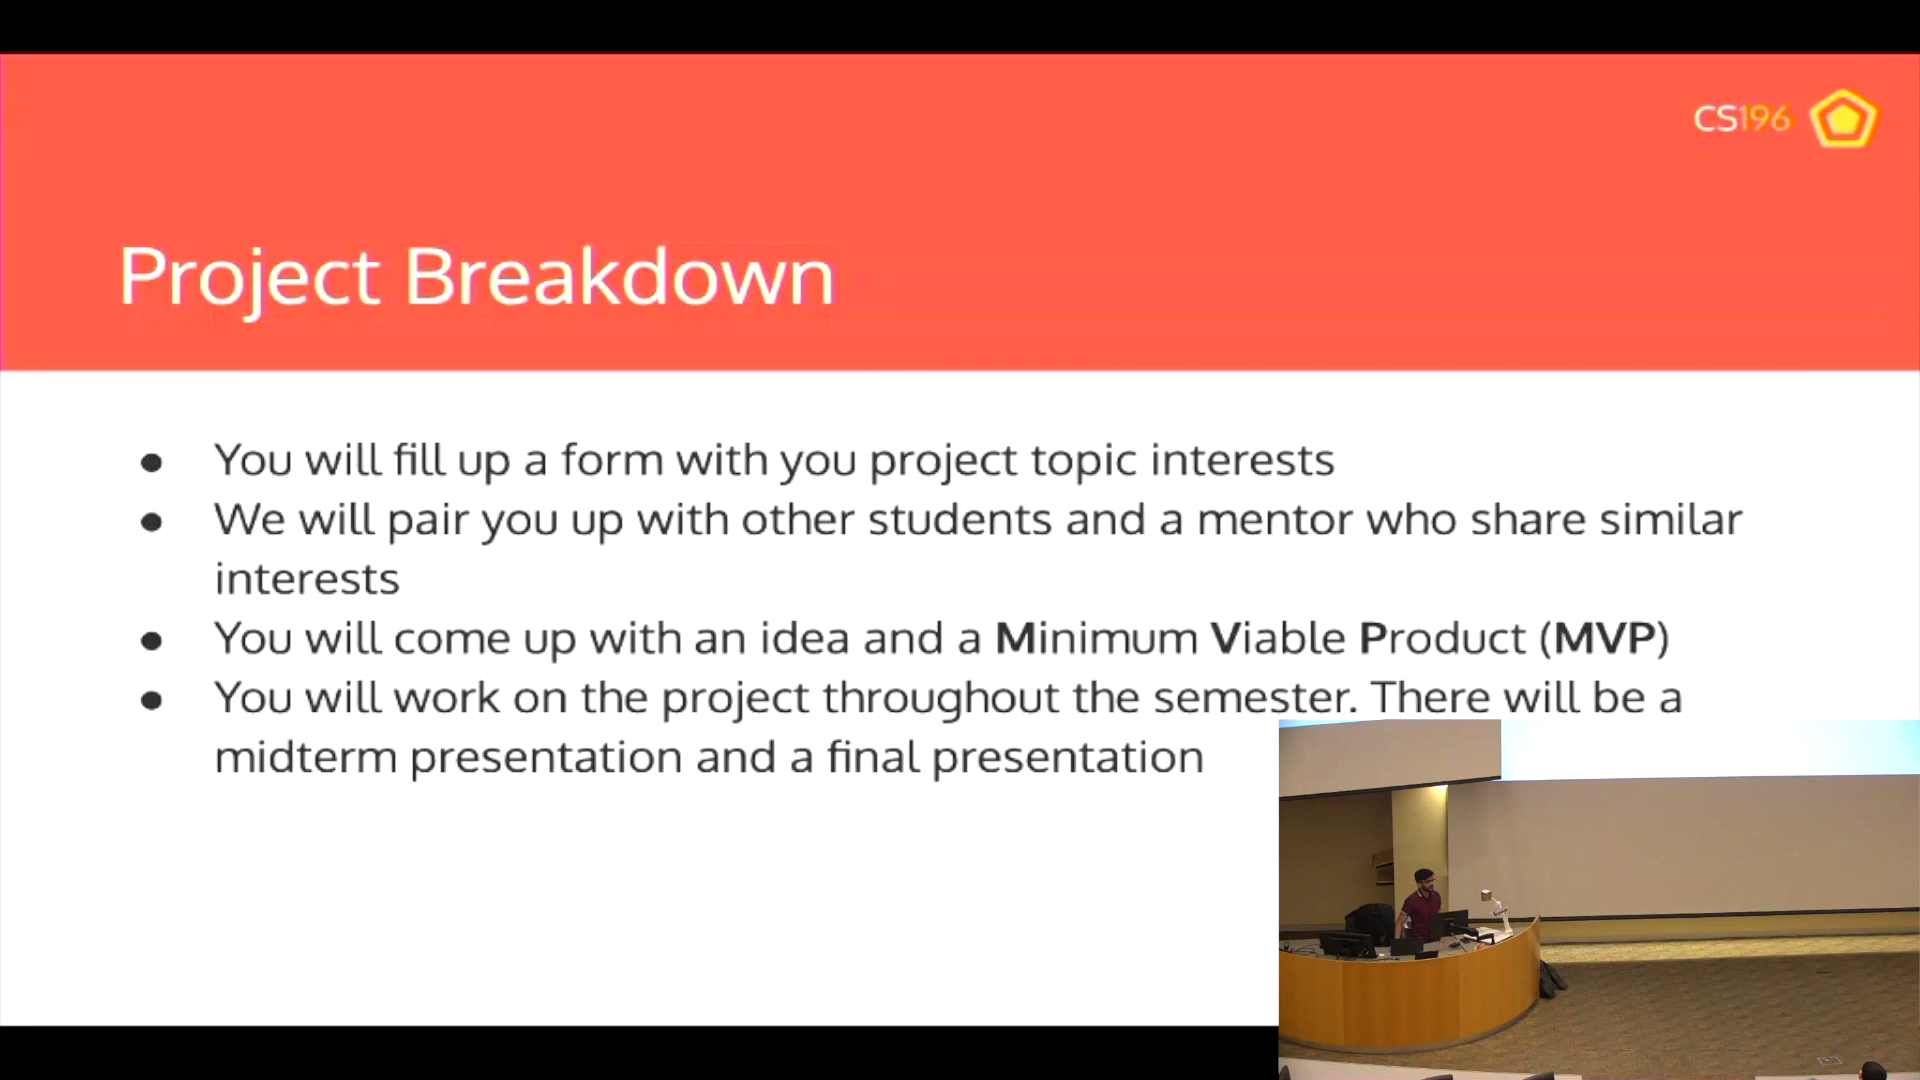 CS196
Project Breakdown
● You will fill up a form with you project topic interests
● We will pair you up with other students and a mentor who share similar
interests
● You will come up with an idea and a Minimum Viable Product (MVP)
● You will work on the project throughout the semester. There will be a
midterm presentation and a final presentation